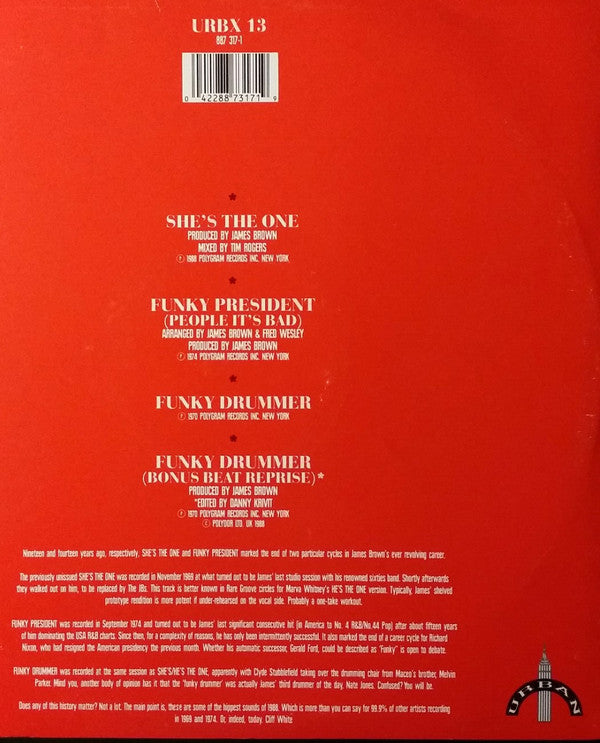 URBX 13
887 317-1
0 42288 73171 9
*
SHE'S THE ONE
PRODUCED BY JAMES BROWN
MIXED BY TIM ROGERS
℗ 1988 POLYGRAM RECORDS INC. NEW YORK
*
FUNKY PRESIDENT
(PEOPLE IT'S BAD)
ARRANGED BY JAMES BROWN & FRED WESLEY
PRODUCED BY JAMES BROWN
℗ 1974 POLYGRAM RECORDS INC. NEW YORK
*
FUNKY DRUMMER
℗ 1970 POLYGRAM RECORDS INC. NEW YORK
*
FUNKY DRUMMER
(BONUS BEAT REPRISE)*
PRODUCED BY JAMES BROWN
*EDITED BY DANNY KRIVIT
℗ 1970 POLYGRAM RECORDS INC. NEW YORK
© POLYDOR LTD. UK 1988
Nineteen and fourteen years ago, respectively, SHE'S THE ONE and FUNKY PRESIDENT marked the end of two particular cycles in James Brown's ever revolving career.
The previously unissued SHE'S THE ONE was recorded in November 1969 at what turned out to be James' last studio session with his renowned sixties band. Shortly afterwards
they walked out on him, to be replaced by The JBs. This track is better known in Rare Groove circles for Marva Whitney's HE'S THE ONE version. Typically, James' shelved
prototype rendition is more potent if under-rehearsed on the vocal side. Probably a one-take workout.
FUNKY PRESIDENT was recorded in September 1974 and turned out to be James' last significant consecutive hit (in America to No. 4 R&B/No.44 Pop) after about fifteen years
of him dominating the USA R&B charts. Since then, for a complexity of reasons, he has only been intermittently successful. It also marked the end of a career cycle for Richard
Nixon, who had resigned the American presidency the previous month. Whether his automatic successor, Gerald Ford, could be described as "Funky" is open to debate.
FUNKY DRUMMER was recorded at the same session as SHE'S/HE'S THE ONE, apparently with Clyde Stubblefield taking over the drumming chair from Maceo's brother, Melvin
Parker. Mind you, another body of opinion has it that the 'funky drummer' was actually James' third drummer of the day, Nate Jones. Confused? You will be.
Does any of this history matter? Not a lot. The main point is, these are some of the biggest sounds of 1988. Which is more than you can say for 99.9% of other artists recording
in 1969 and 1974. Or, indeed, today. Cliff White
URBAN